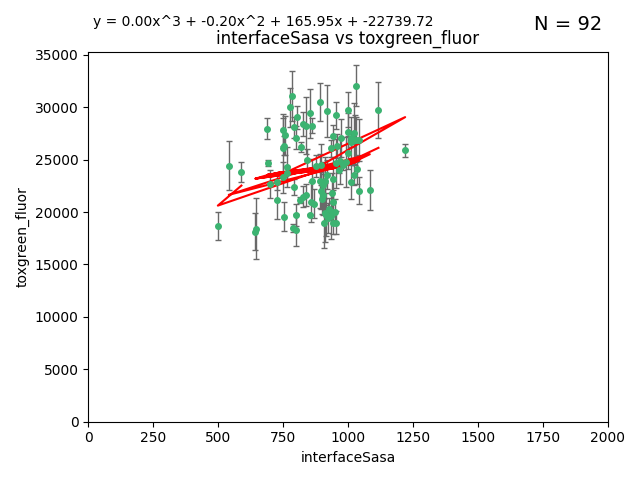 y = 0.00x^3 + -0.20x^2 + 165.95x + -22739.72
N = 92
interfaceSasa vs toxgreen_fluor
35000
30000
25000
20000
15000
10000
5000
0
toxgreen_fluor
0 250 500 750 1000 1250 1500 1750 2000
interfaceSasa